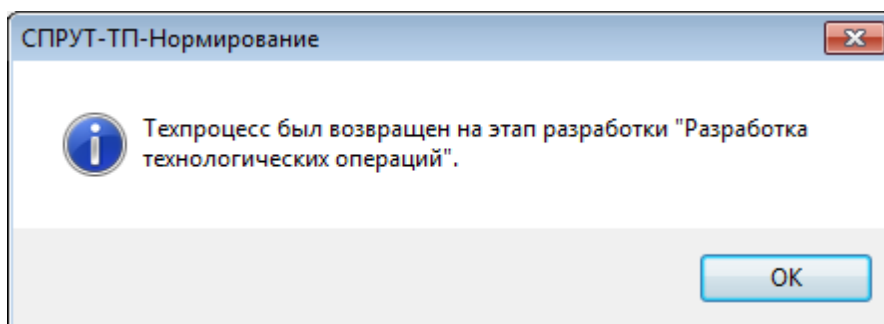 СПРУТ-ТП-Нормирование
Техпроцесс был возвращен на этап разработки "Разработка
технологических операций".
OK